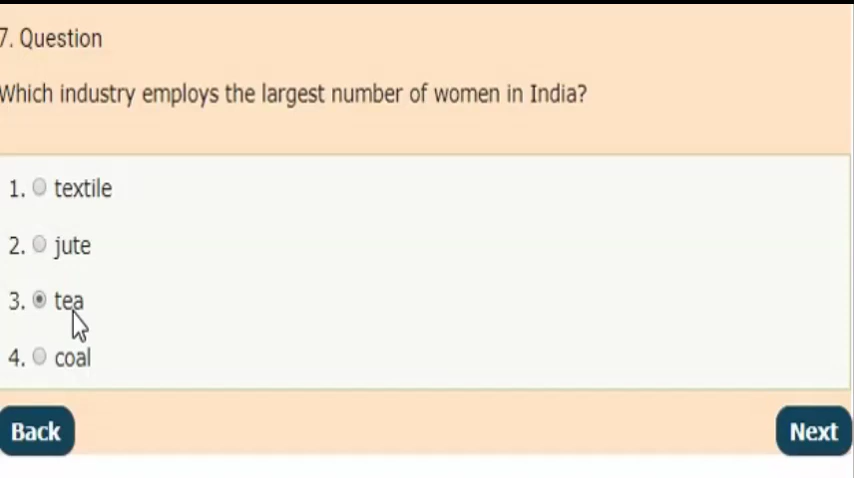 7. Question
Which industry employs the largest number of women in India?
1. textile
2. jute
3. tea
4. coal
Back
Next